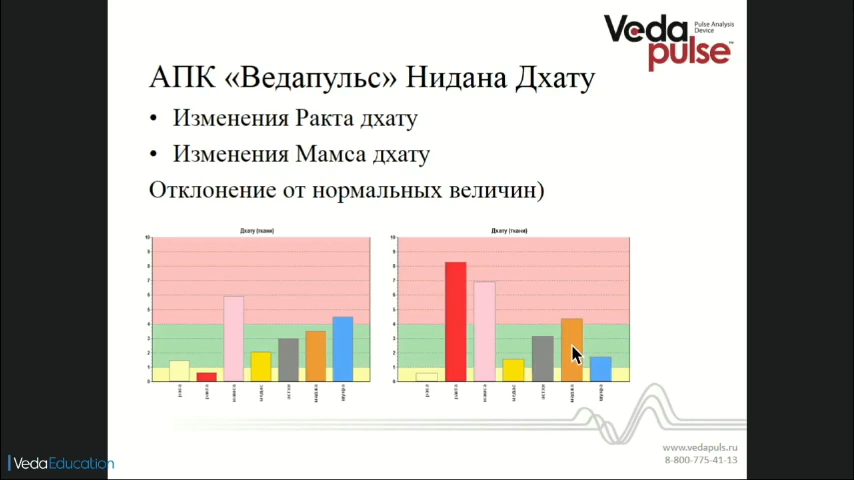 Veda
Pulse Analysis
Device
pulse™
АПК «Ведапульс» Нидана Дхату
• Изменения Ракта дхату
• Изменения Мамса дхату
Отклонение от нормальных величин)
Дхату (ткани)
Дхату (ткани)
www.vedapuls.ru
8-800-775-41-13
VedaEducation